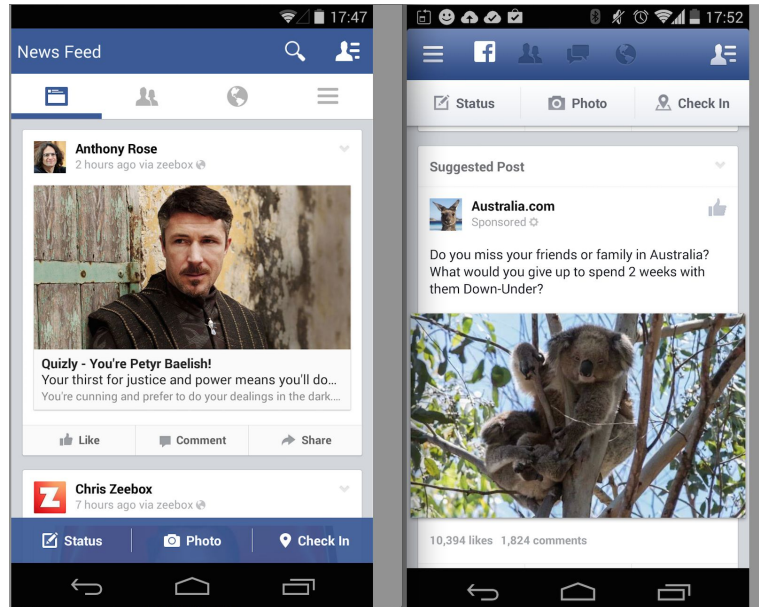 17:47
News Feed
Anthony Rose
2 hours ago via zeebox
Quizly - You're Petyr Baelish!
Your thirst for justice and power means you'll do...
You're cunning and prefer to do your dealings in the dark....
Like
Comment
Share
Z
Chris Zeebox
7 hours ago via zeebox
Status
Photo
Check In
17:52
f
Status
Photo
Check In
Suggested Post
Australia.com
Sponsored
Do you miss your friends or family in Australia?
What would you give up to spend 2 weeks with
them Down-Under?
10,394 likes 1,824 comments